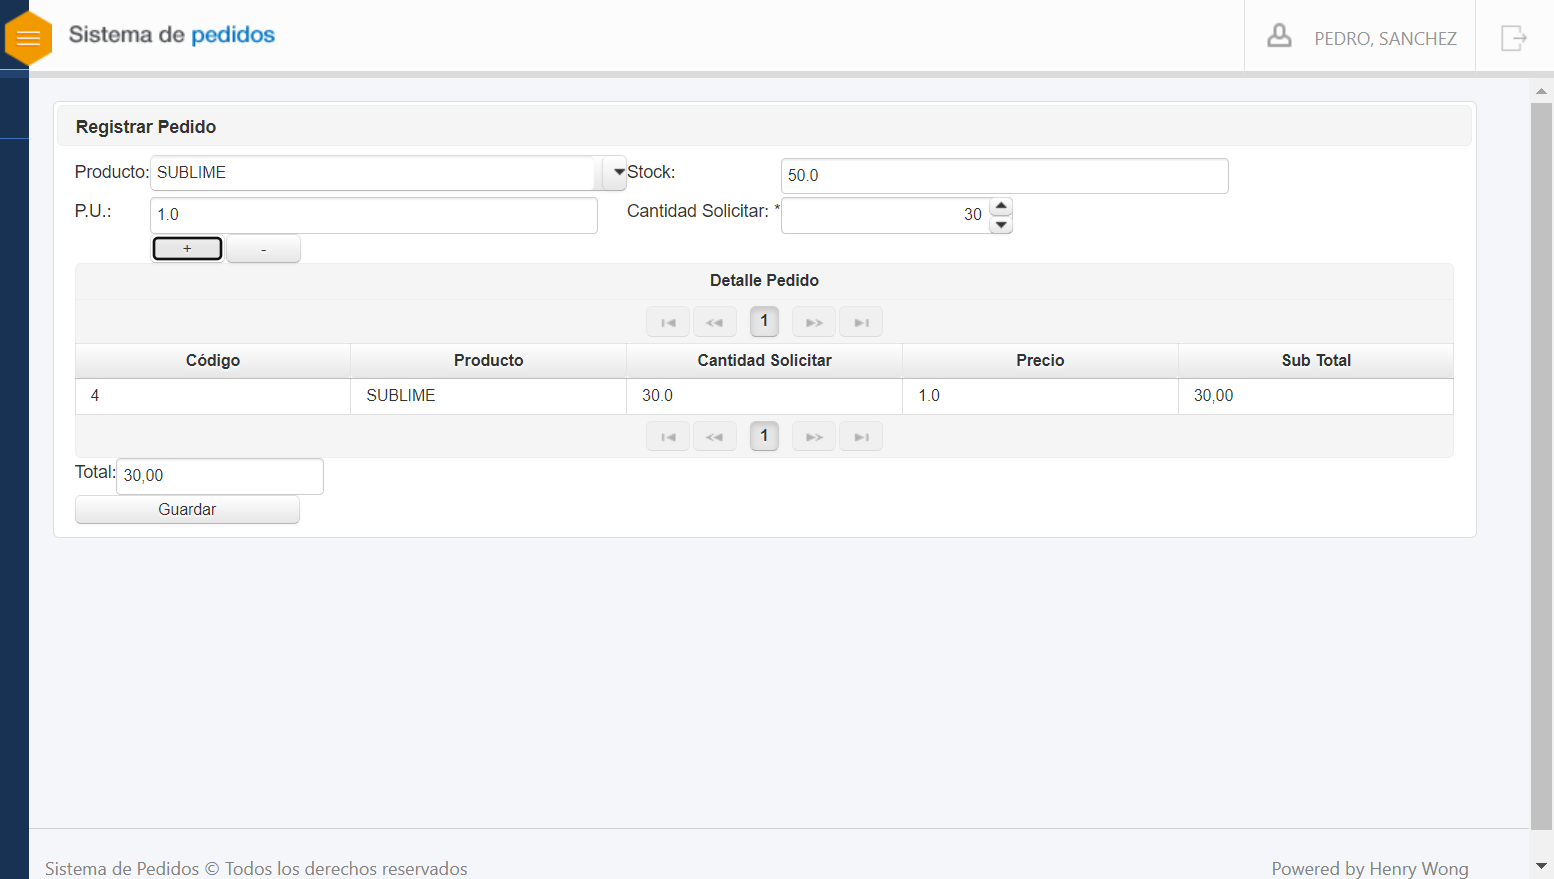 Sistema de pedidos
PEDRO, SANCHEZ
Registrar Pedido
Producto: SUBLIME Stock: 50.0
P.U.: 1.0 Cantidad Solicitar: * 30
+ -
Detalle Pedido
1
Código Producto Cantidad Solicitar Precio Sub Total
4 SUBLIME 30.0 1.0 30,00
1
Total: 30,00
Guardar
Sistema de Pedidos © Todos los derechos reservados
Powered by Henry Wong